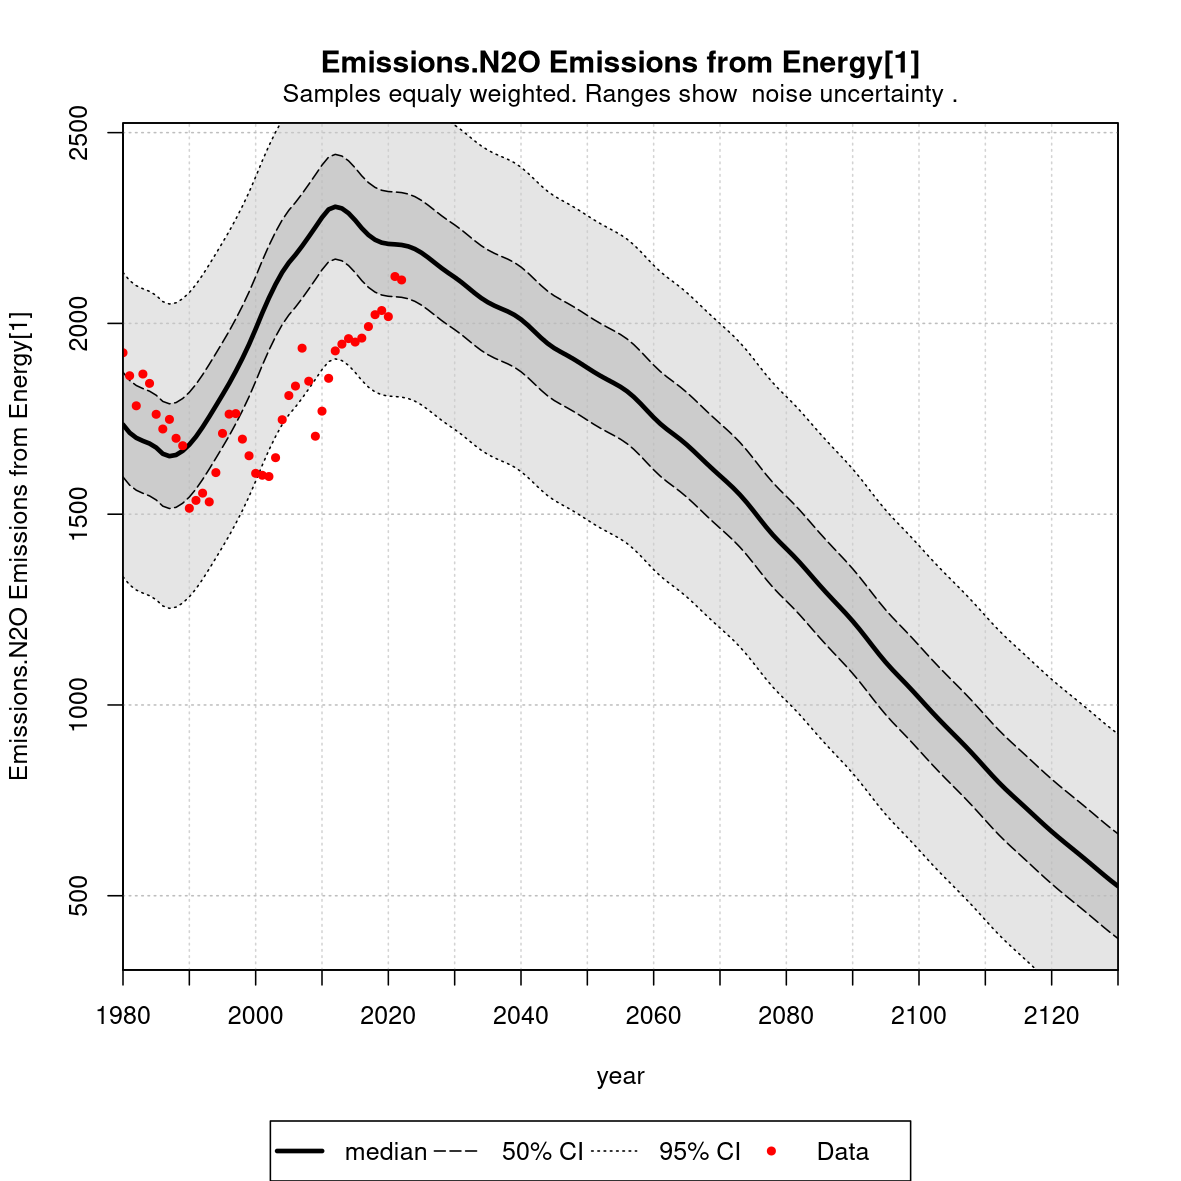 Emissions.N2O Emissions from Energy[1]
Samples equaly weighted. Ranges show  noise uncertainty .
Emissions.N2O Emissions from Energy[1]
2500
2000
1500
1000
500
1980 2000 2020 2040 2060 2080 2100 2120
year
median 50% CI 95% CI Data